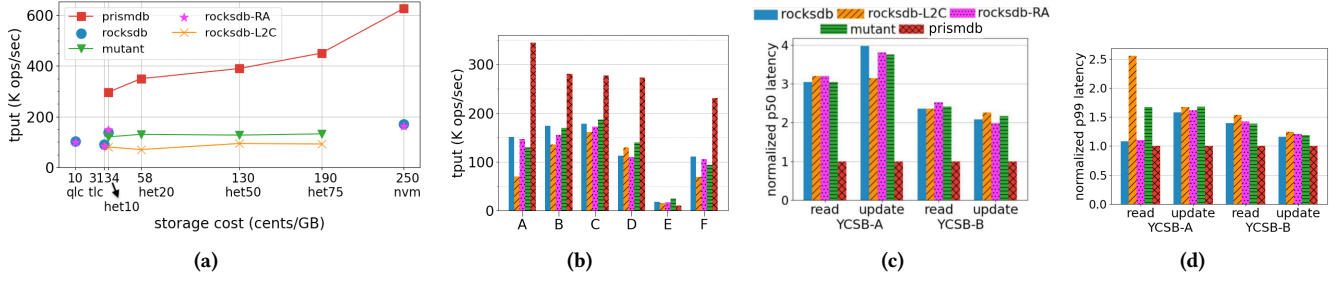 prismdb
rocksdb
mutant
rocksdb-RA
rocksdb-L2C
tput (K ops/sec)
600
400
200
0
10 3134 58 130 190 250
qlc tlc het20 het50 het75 nvm
het10
storage cost (cents/GB)
(a)
tput (K ops/sec)
300
200
100
0
A B C D E F
(b)
rocksdb rocksdb-L2C rocksdb-RA
mutant prismdb
normalized p50 latency
4
3
2
1
0
read update read update
YCSB-A YCSB-B
(c)
normalized p99 latency
2.5
2.0
1.5
1.0
0.5
0.0
read update read update
YCSB-A YCSB-B
(d)